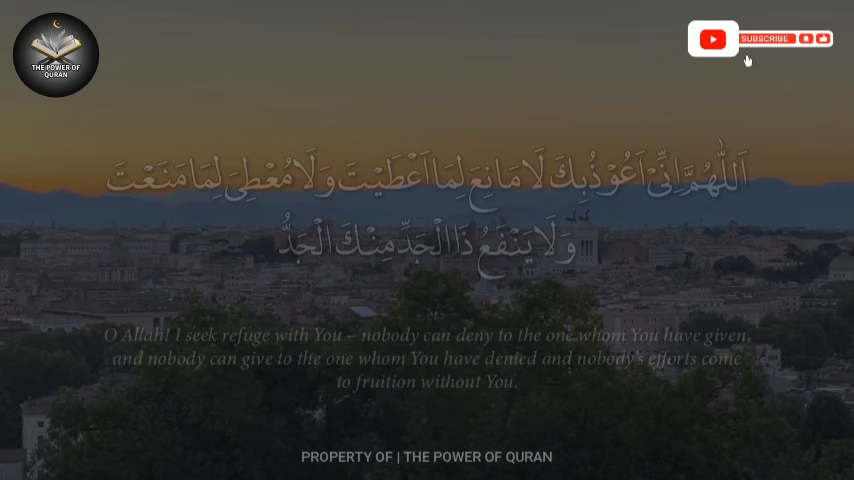 THE POWER OF
QURAN
SUBSCRIBE
اَللّٰهُمَّ اِنِّىْ اَعُوْذُ بِكَ لَا مَانِعَ لِمَا اَعْطَيْتَ وَلَا مُعْطِىَ لِمَا مَنَعْتَ
وَلَا يَنْفَعُ ذَا الْجَدِّ مِنْكَ الْجَدُّ
O Allah! I seek refuge with You – nobody can deny to the one whom You have given,
and nobody can give to the one whom You have denied and nobody's efforts come
to fruition without You.
PROPERTY OF | THE POWER OF QURAN